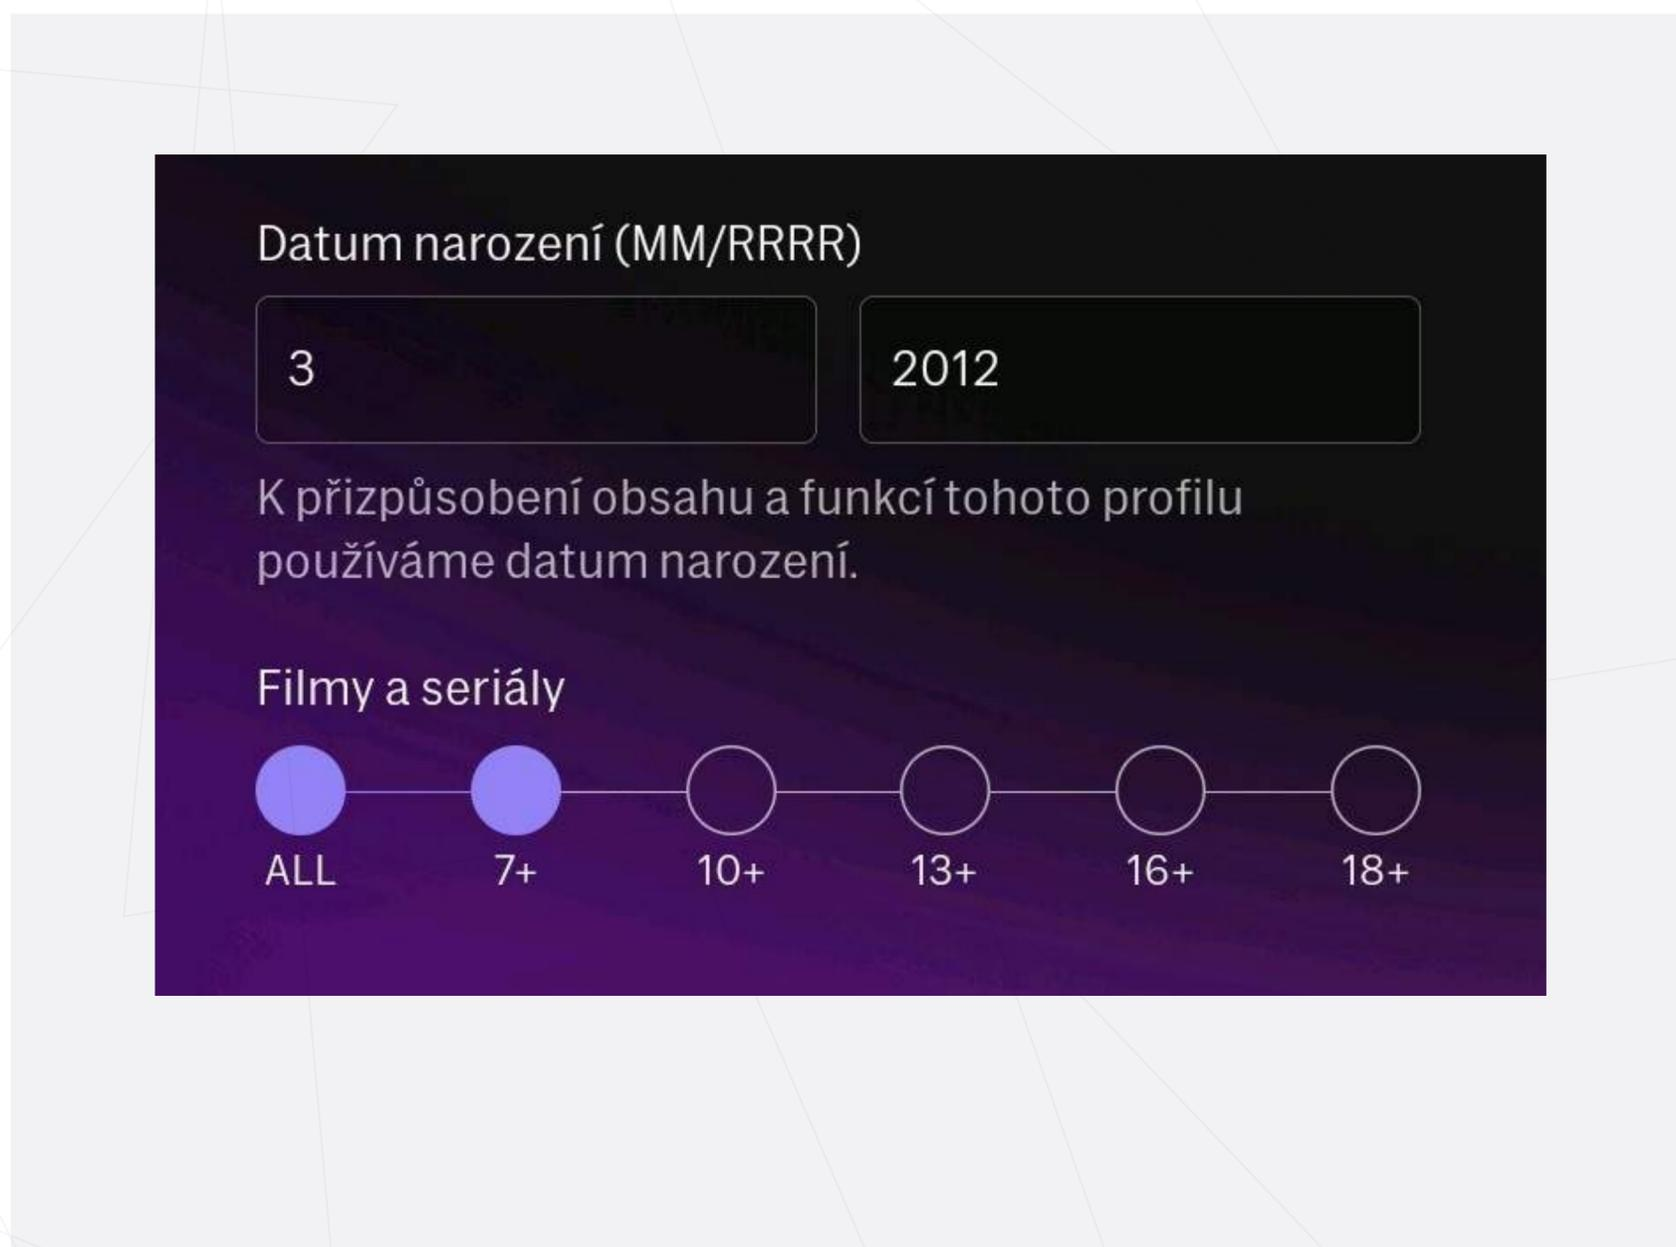 Datum narození (MM/RRRR)
3 2012
K přizpůsobení obsahu a funkcí tohoto profilu
používáme datum narození.
Filmy a seriály
ALL 7+ 10+ 13+ 16+ 18+